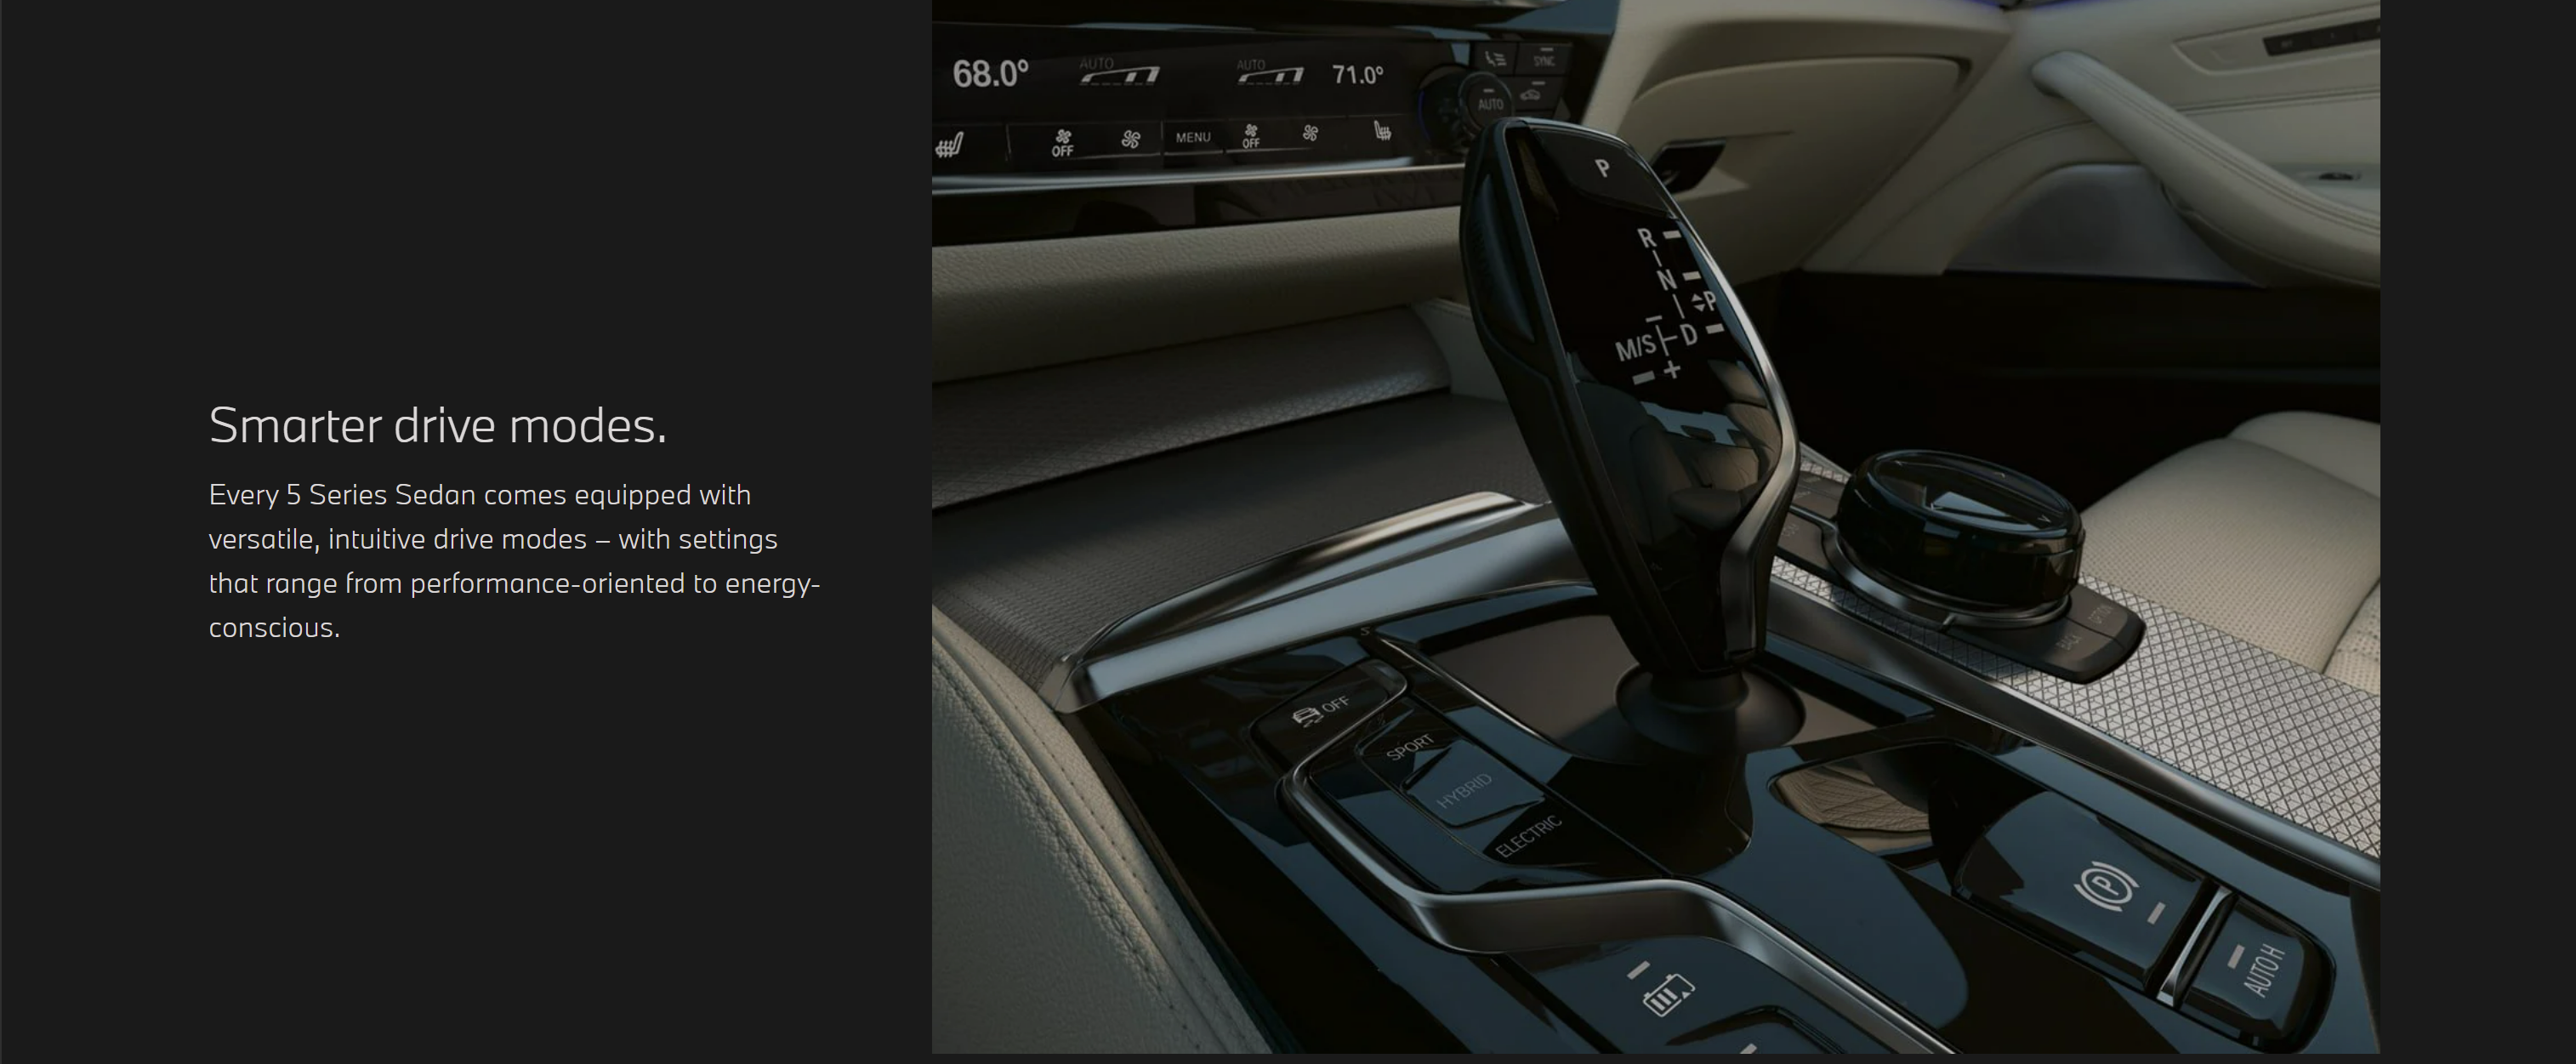 Smarter drive modes.
Every 5 Series Sedan comes equipped with
versatile, intuitive drive modes – with settings
that range from performance-oriented to energy-
conscious.
68.0°
AUTO
AUTO
71.0°
SYNC
AUTO
OFF
MENU
OFF
P
R
N
P
M/S
D
OFF
SPORT
HYBRID
ELECTRIC
BACK
OPTION
P
AUTO H